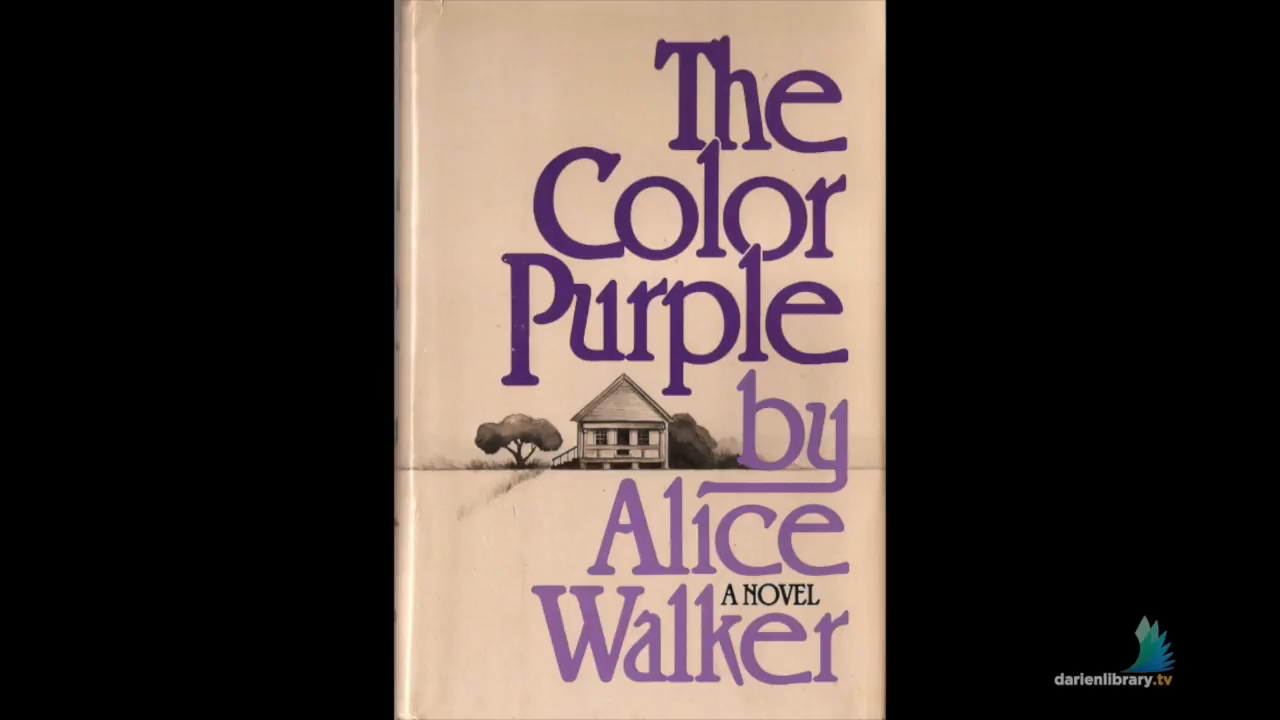 The
Color
Purple
by
Alice
A NOVEL
Walker
darienlibrary.tv